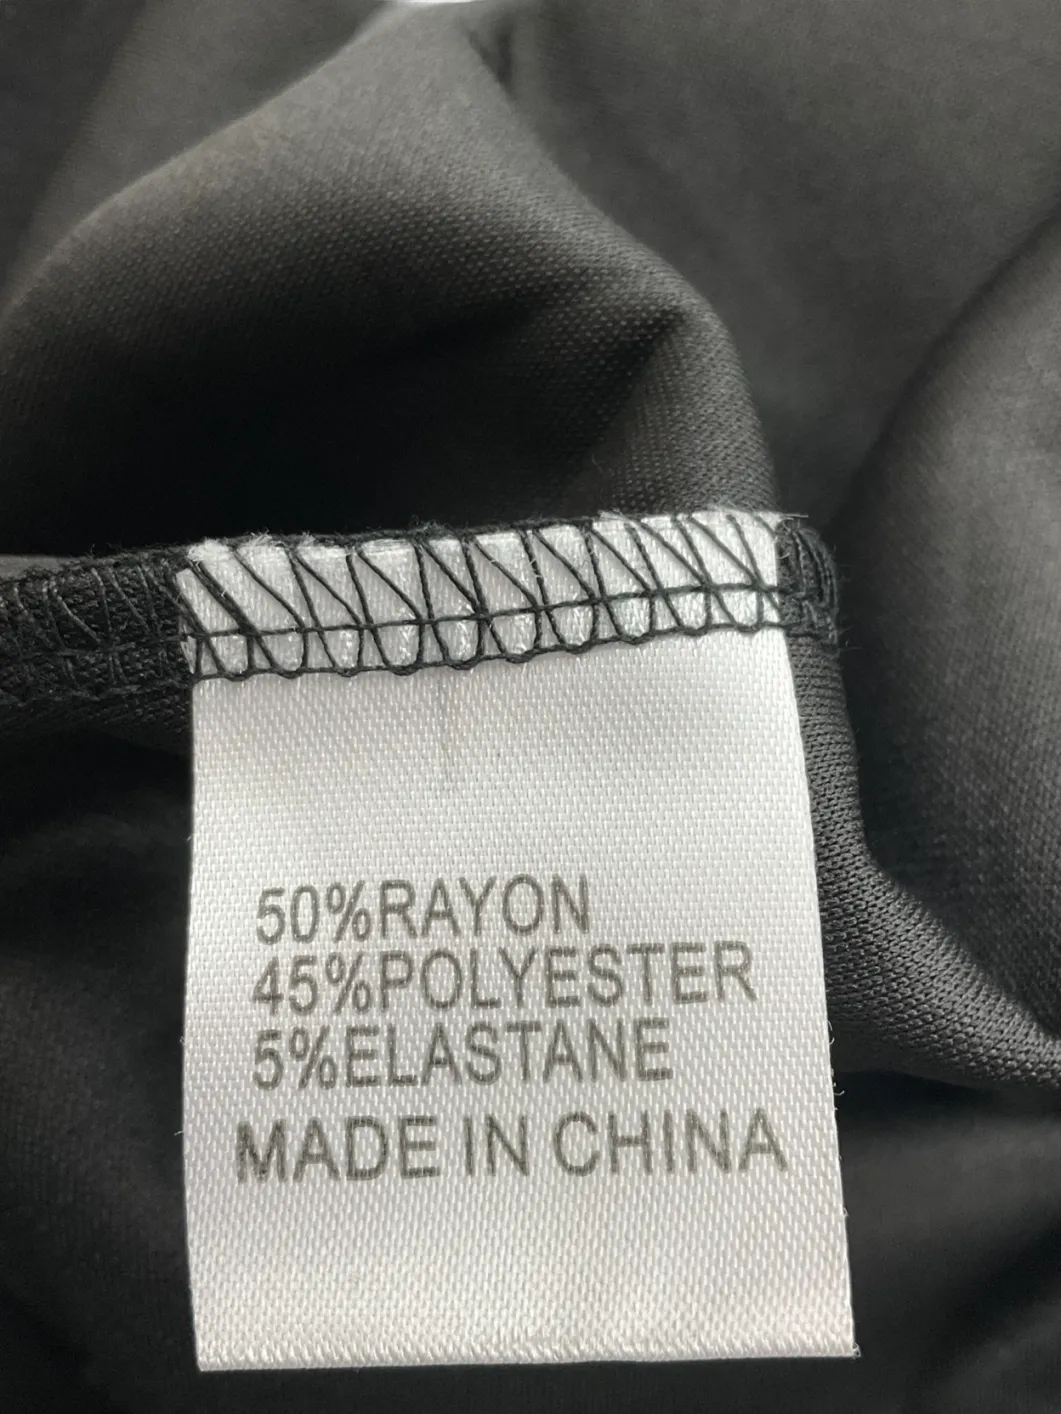 50%RAYON
45%POLYESTER
5%ELASTANE
MADE IN CHINA